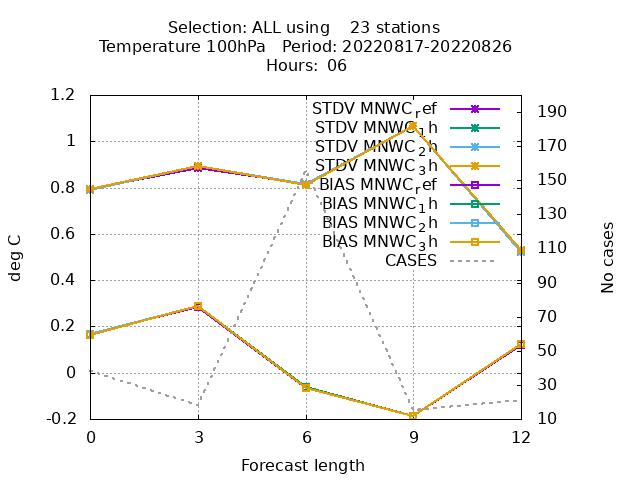 Selection: ALL using    23 stations
Temperature 100hPa   Period: 20220817-20220826
Hours:  06
1.2
1
0.8
0.6
0.4
0.2
0
-0.2
deg C
190
170
150
130
110
90
70
50
30
10
No cases
STDV MNWC_ref
STDV MNWC_1h
STDV MNWC_2h
STDV MNWC_3h
BIAS MNWC_ref
BIAS MNWC_1h
BIAS MNWC_2h
BIAS MNWC_3h
CASES
0 3 6 9 12
Forecast length